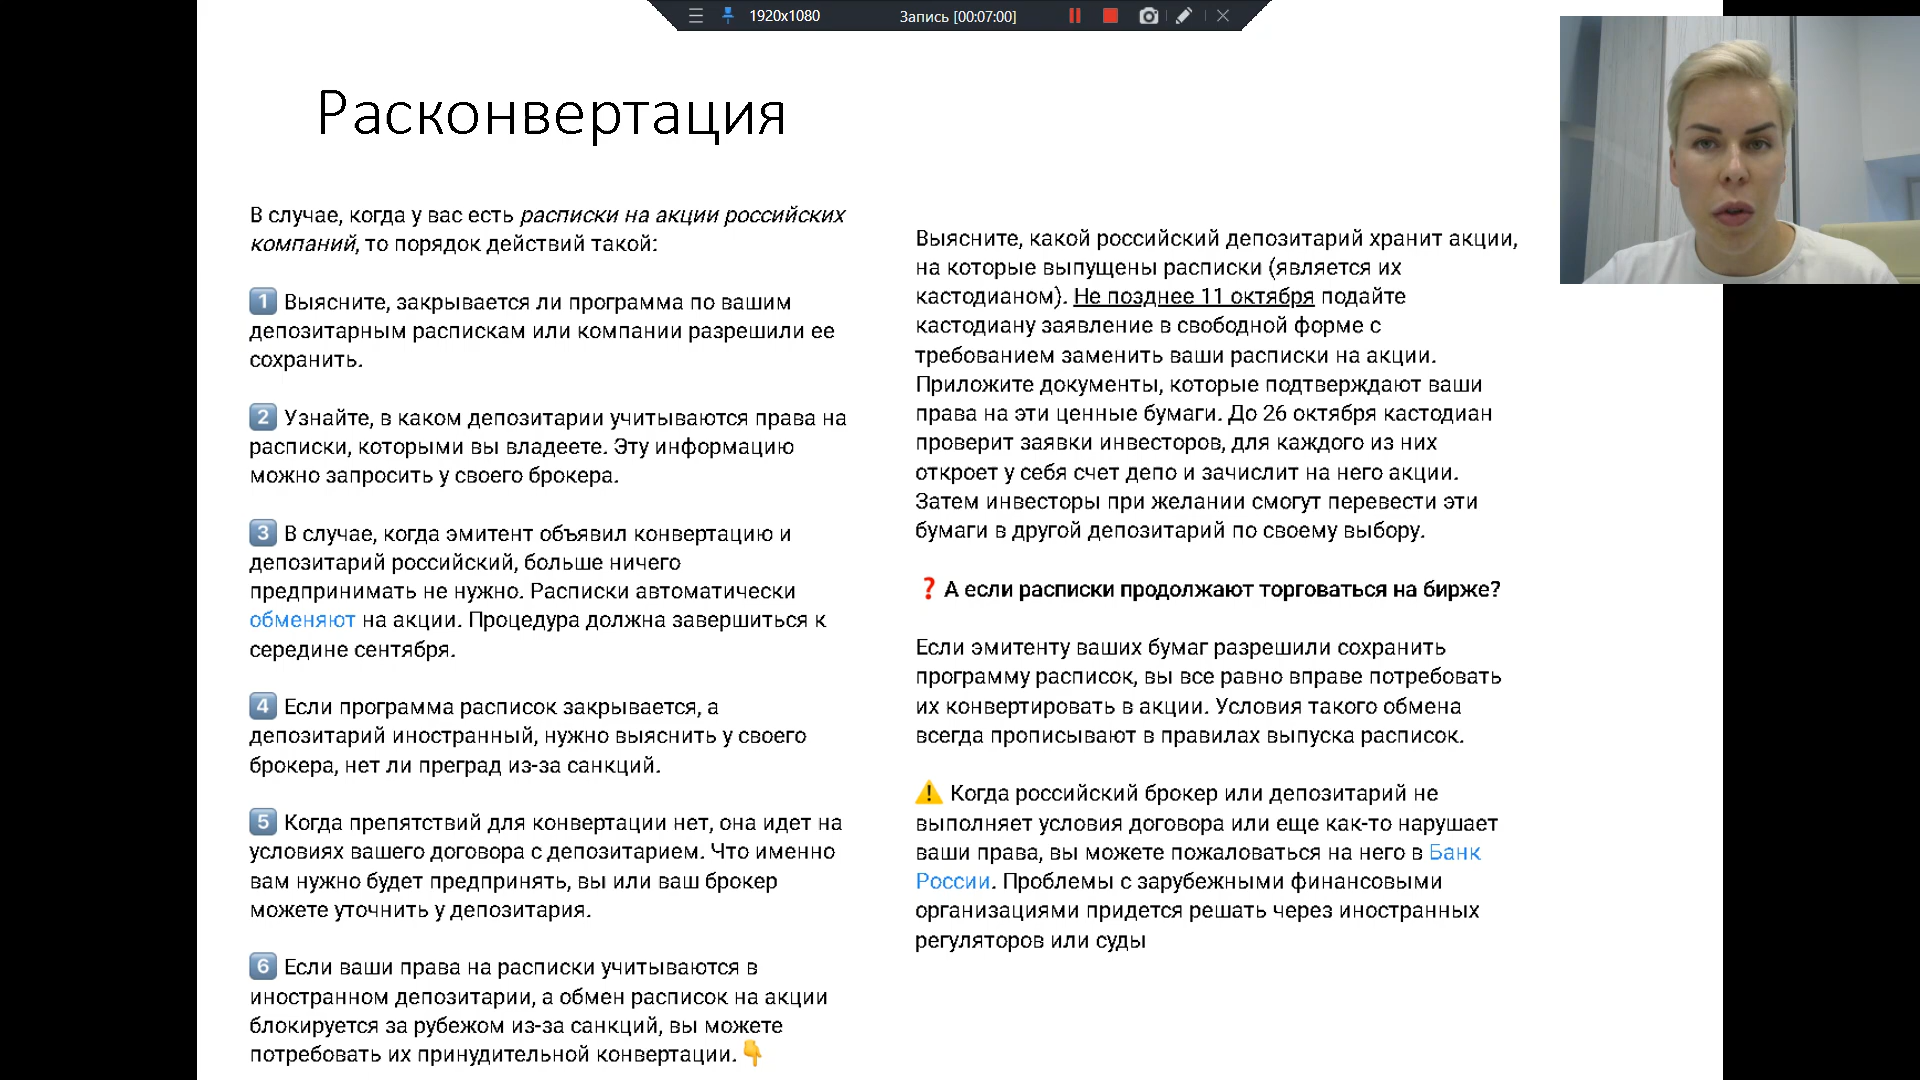 1920x1080
Запись [00:07:00]
Расконвертация
В случае, когда у вас есть расписки на акции российских
компаний, то порядок действий такой:
1 Выясните, закрывается ли программа по вашим
депозитарным распискам или компании разрешили ее
сохранить.
2 Узнайте, в каком депозитарии учитываются права на
расписки, которыми вы владеете. Эту информацию
можно запросить у своего брокера.
3 В случае, когда эмитент объявил конвертацию и
депозитарий российский, больше ничего
предпринимать не нужно. Расписки автоматически
обменяют на акции. Процедура должна завершиться к
середине сентября.
4 Если программа расписок закрывается, а
депозитарий иностранный, нужно выяснить у своего
брокера, нет ли преград из-за санкций.
5 Когда препятствий для конвертации нет, она идет на
условиях вашего договора с депозитарием. Что именно
вам нужно будет предпринять, вы или ваш брокер
можете уточнить у депозитария.
6 Если ваши права на расписки учитываются в
иностранном депозитарии, а обмен расписок на акции
блокируется за рубежом из-за санкций, вы можете
потребовать их принудительной конвертации. 👇
Выясните, какой российский депозитарий хранит акции,
на которые выпущены расписки (является их
кастодианом). Не позднее 11 октября подайте
кастодиану заявление в свободной форме с
требованием заменить ваши расписки на акции.
Приложите документы, которые подтверждают ваши
права на эти ценные бумаги. До 26 октября кастодиан
проверит заявки инвесторов, для каждого из них
откроет у себя счет депо и зачислит на него акции.
Затем инвесторы при желании смогут перевести эти
бумаги в другой депозитарий по своему выбору.
❓ А если расписки продолжают торговаться на бирже?
Если эмитенту ваших бумаг разрешили сохранить
программу расписок, вы все равно вправе потребовать
их конвертировать в акции. Условия такого обмена
всегда прописывают в правилах выпуска расписок.
⚠️ Когда российский брокер или депозитарий не
выполняет условия договора или еще как-то нарушает
ваши права, вы можете пожаловаться на него в Банк
России. Проблемы с зарубежными финансовыми
организациями придется решать через иностранных
регуляторов или суды